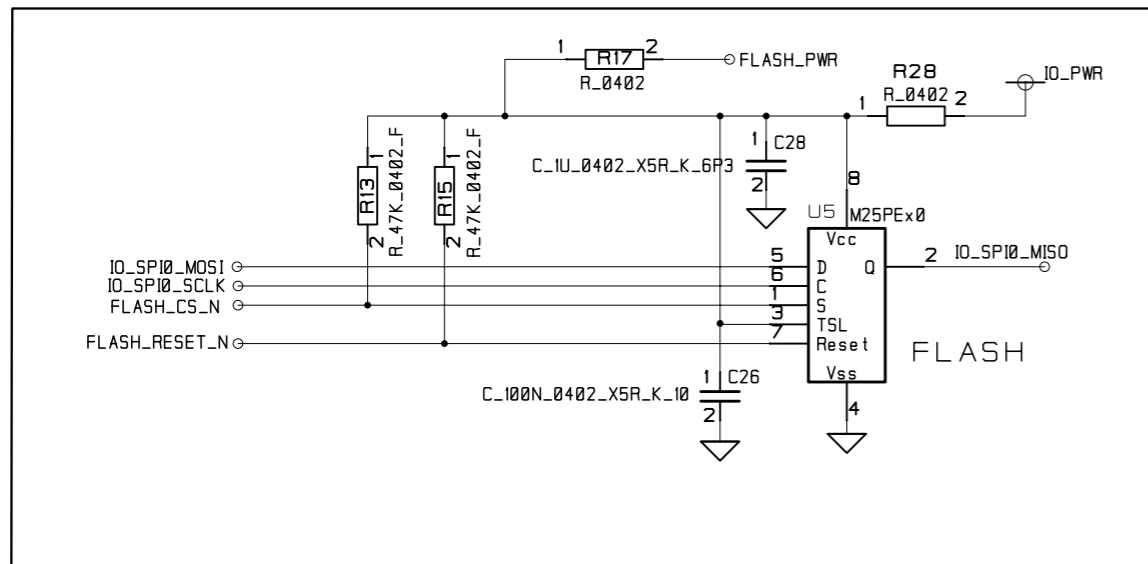 1 R17 2 FLASH_PWR
R_0402
R28
IO_PWR
1 R_0402 2
1 C28
C_1U_0402_X5R_K_6P3
2
8
1 R13 2 R_47K_0402_F
1 R15 2 R_47K_0402_F
U5 M25PEx0
Vcc
IO_SPI0_MOSI 5 D Q 2 IO_SPI0_MISO
IO_SPI0_SCLK 6 C
FLASH_CS_N 1 S
3 TSL
FLASH_RESET_N 7 Reset
FLASH
Vss
1 C26
C_100N_0402_X5R_K_10
2
4